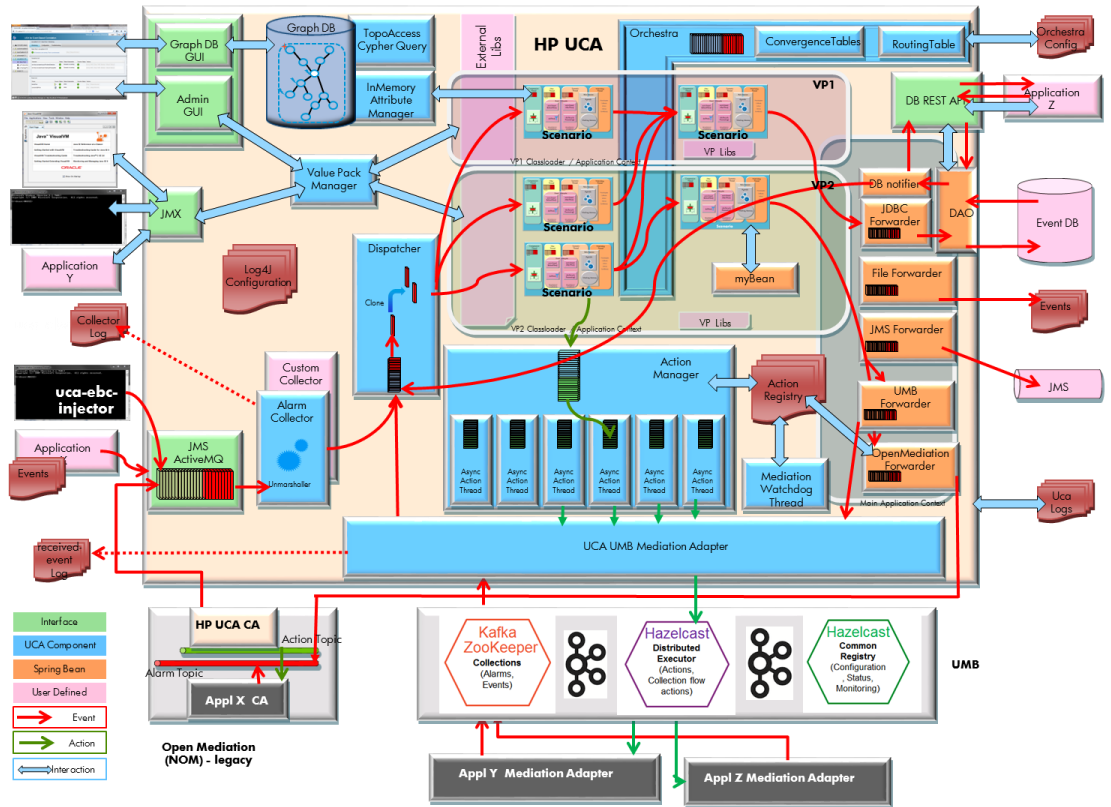 Graph DB
GUI
Admin
GUI
Graph DB
TopoAccess
Cypher Query
InMemory
Attribute
Manager
External
Libs
HP UCA
Orchestra
ConvergenceTables
RoutingTable
Orchestra
Config
VP1
DB REST API
Application
Z
Scenario
Scenario
VP Libs
VP1 Classloader / Application Context
Java VisualVM
ORACLE
Value Pack
Manager
JMX
VP2
DB notifier
JDBC
Forwarder
DAO
Event DB
Scenario
Scenario
myBean
Dispatcher
Clone
Application
Y
Log4J
Configuration
File Forwarder
Events
VP2 Classloader / Application Context
VP Libs
Collector
Log
JMS Forwarder
JMS
Custom
Collector
Action
Manager
Action
Registry
UMB
Forwarder
uca-ebc-
injector
Alarm
Collector
Unmarshaller
Application
Events
JMS
ActiveMQ
Async
Action
Thread
Async
Action
Thread
Async
Action
Thread
Async
Action
Thread
Async
Action
Thread
Async
Action
Thread
Mediation
Watchdog
Thread
OpenMediation
Forwarder
Main Application Context
Uca
Logs
received-
event
Log
UCA UMB Mediation Adapter
Interface
UCA Component
Spring Bean
User Defined
Event
Action
Interaction
HP UCA CA
Action Topic
Alarm Topic
Appl X CA
Open Mediation
(NOM) - legacy
Kafka
ZooKeeper
Collections
(Alarms,
Events)
Hazelcast
Distributed
Executor
(Actions,
Collection flow
actions)
Hazelcast
Common
Registry
(Configuration
, Status,
Monitoring)
UMB
Appl Y Mediation Adapter
Appl Z Mediation Adapter